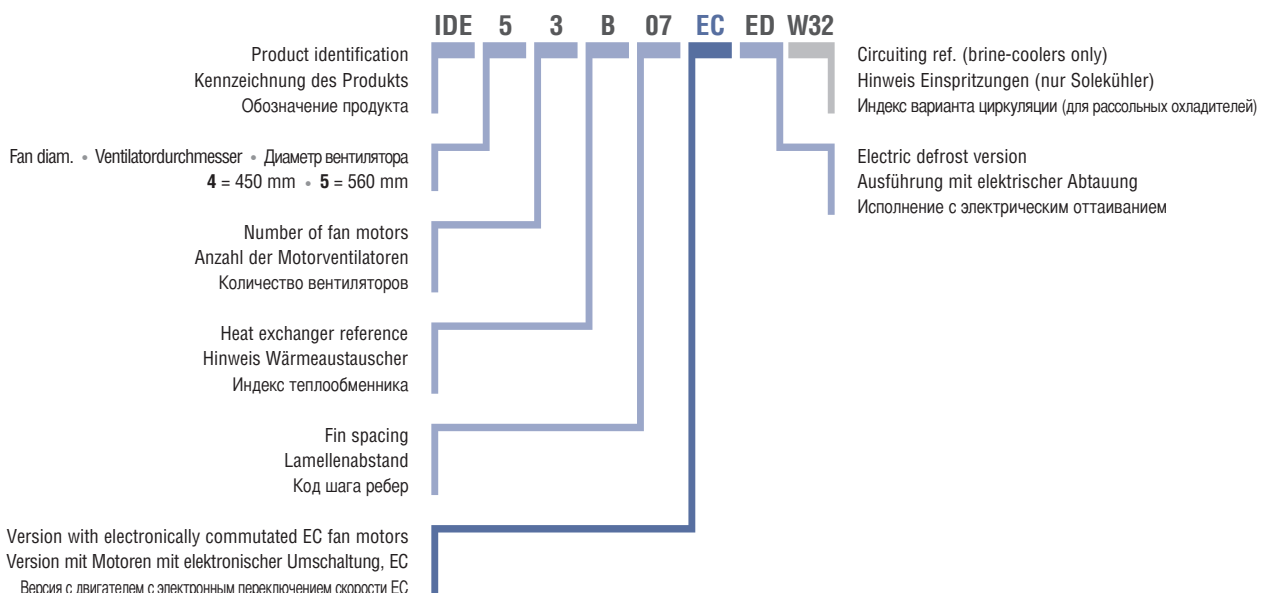 IDE 5 3 B 07 EC ED W32
Product identification
Kennzeichnung des Produkts
Обозначение продукта
Fan diam. • Ventilatordurchmesser • Диаметр вентилятора
4 = 450 mm • 5 = 560 mm
Number of fan motors
Anzahl der Motorventilatoren
Количество вентиляторов
Heat exchanger reference
Hinweis Wärmeaustauscher
Индекс теплообменника
Fin spacing
Lamellenabstand
Код шага ребер
Version with electronically commutated EC fan motors
Version mit Motoren mit elektronischer Umschaltung, EC
Версия с двигателем с электронным переключением скорости EC
Circuiting ref. (brine-coolers only)
Hinweis Einspritzungen (nur Solekühler)
Индекс варианта циркуляции (для рассольных охладителей)
Electric defrost version
Ausführung mit elektrischer Abtauung
Исполнение с электрическим оттаиванием